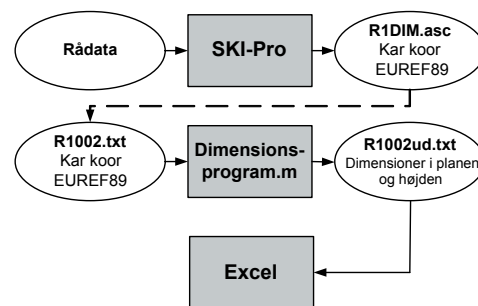 Rådata
SKI-Pro
R1DIM.asc
Kar koor
EUREF89
R1002.txt
Kar koor
EUREF89
Dimensions-
program.m
R1002ud.txt
Dimensioner i planen
og højden
Excel